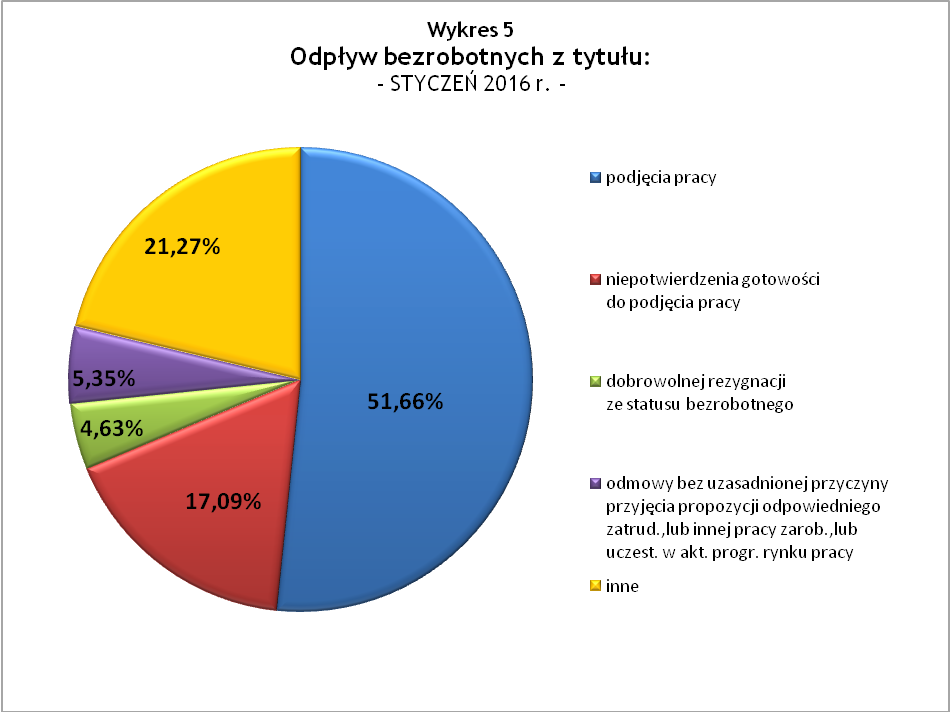 Wykres 5
Odpływ bezrobotnych z tytułu:
- STYCZEŃ 2016 r. -
21,27%
5,35%
4,63%
17,09%
51,66%
podjęcia pracy
niepotwierdzenia gotowości
do podjęcia pracy
dobrowolnej rezygnacji
ze statusu bezrobotnego
odmowy bez uzasadnionej przyczyny
przyjęcia propozycji odpowiedniego
zatrud.,lub innej pracy zarob.,lub
uczest. w akt. progr. rynku pracy
inne